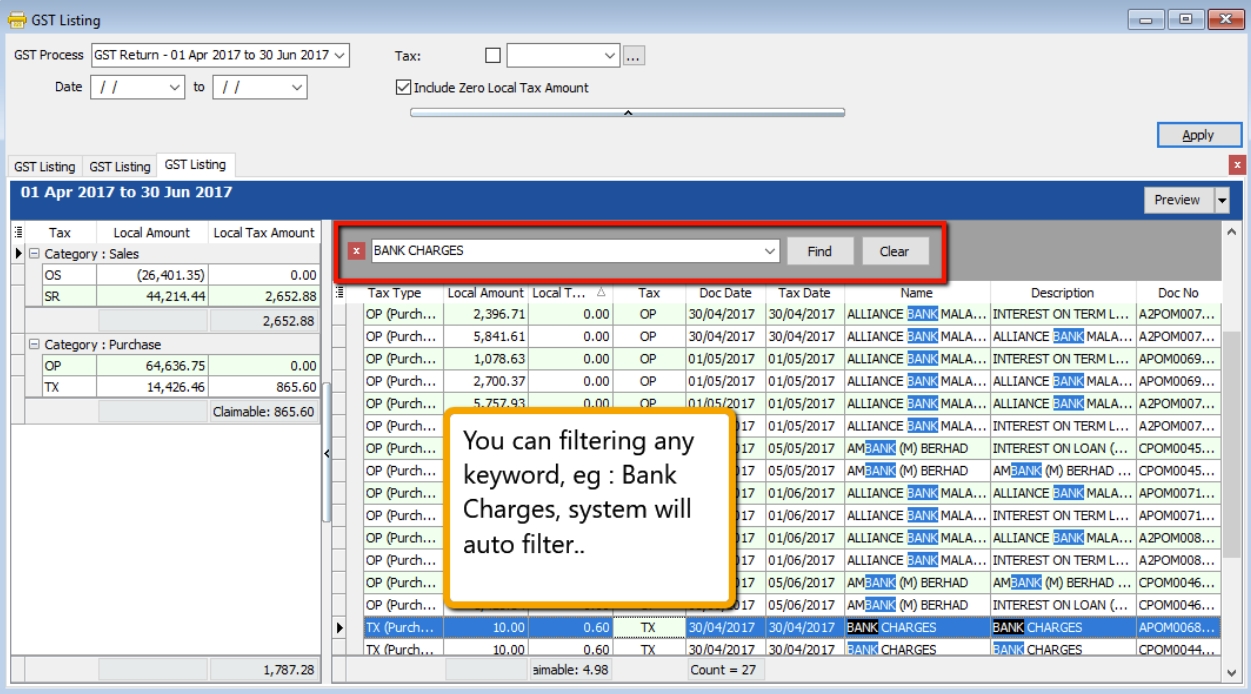 GST Listing
GST Process GST Return - 01 Apr 2017 to 30 Jun 2017 Tax: ...
Date / / to / / Include Zero Local Tax Amount
Apply
GST Listing GST Listing GST Listing
01 Apr 2017 to 30 Jun 2017 Preview
Tax Local Amount Local Tax Amount
Category : Sales
OS (26,401.35) 0.00
SR 44,214.44 2,652.88
2,652.88
Category : Purchase
OP 64,636.75 0.00
TX 14,426.46 865.60
Claimable: 865.60
1,787.28
BANK CHARGES Find Clear
Tax Type Local Amount Local T... Tax Doc Date Tax Date Name Description Doc No
OP (Purch... 2,396.71 0.00 OP 30/04/2017 30/04/2017 ALLIANCE BANK MALA... INTEREST ON TERM L... A2POM007...
OP (Purch... 5,841.61 0.00 OP 30/04/2017 30/04/2017 ALLIANCE BANK MALA... ALLIANCE BANK MALA... A2POM007...
OP (Purch... 1,078.63 0.00 OP 01/05/2017 01/05/2017 ALLIANCE BANK MALA... INTEREST ON TERM L... APOM0069...
OP (Purch... 2,700.37 0.00 OP 01/05/2017 01/05/2017 ALLIANCE BANK MALA... ALLIANCE BANK MALA... APOM0069...
OP (Purch... 5,757.93 0.00 OP 01/05/2017 01/05/2017 ALLIANCE BANK MALA... ALLIANCE BANK MALA... A2POM007...
OP (Purch... 17 01/05/2017 ALLIANCE BANK MALA... INTEREST ON TERM L... A2POM007...
OP (Purch... 17 05/05/2017 AMBANK (M) BERHAD INTEREST ON LOAN (... CPOM0045...
OP (Purch... 17 05/05/2017 AMBANK (M) BERHAD AMBANK (M) BERHAD ... CPOM0045...
OP (Purch... 17 01/06/2017 ALLIANCE BANK MALA... ALLIANCE BANK MALA... APOM0071...
OP (Purch... 17 01/06/2017 ALLIANCE BANK MALA... INTEREST ON TERM L... APOM0071...
OP (Purch... 17 01/06/2017 ALLIANCE BANK MALA... ALLIANCE BANK MALA... A2POM008...
OP (Purch... 17 01/06/2017 ALLIANCE BANK MALA... INTEREST ON TERM L... A2POM008...
OP (Purch... 17 05/06/2017 AMBANK (M) BERHAD AMBANK (M) BERHAD ... CPOM0046...
OP (Purch... 05/06/2017 AMBANK (M) BERHAD INTEREST ON LOAN (... CPOM0046...
TX (Purch... 10.00 0.60 TX 30/04/2017 30/04/2017 BANK CHARGES BANK CHARGES APOM0068...
TX (Purch... 10.00 0.60 TX 30/04/2017 30/04/2017 BANK CHARGES BANK CHARGES CPOM0044...
aimable: 4.98 Count = 27
You can filtering any
keyword, eg : Bank
Charges, system will
auto filter..